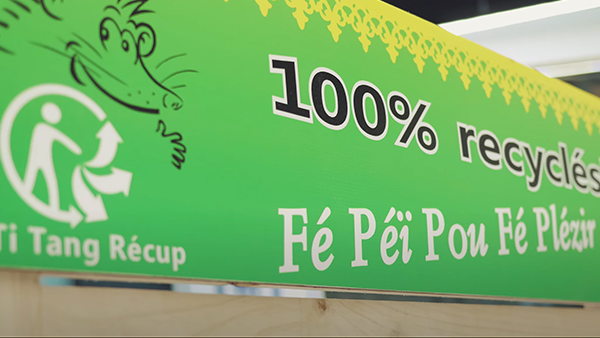 100% recyclés
Fé Péï Pou Fé Plézir
Ti Tang Récup